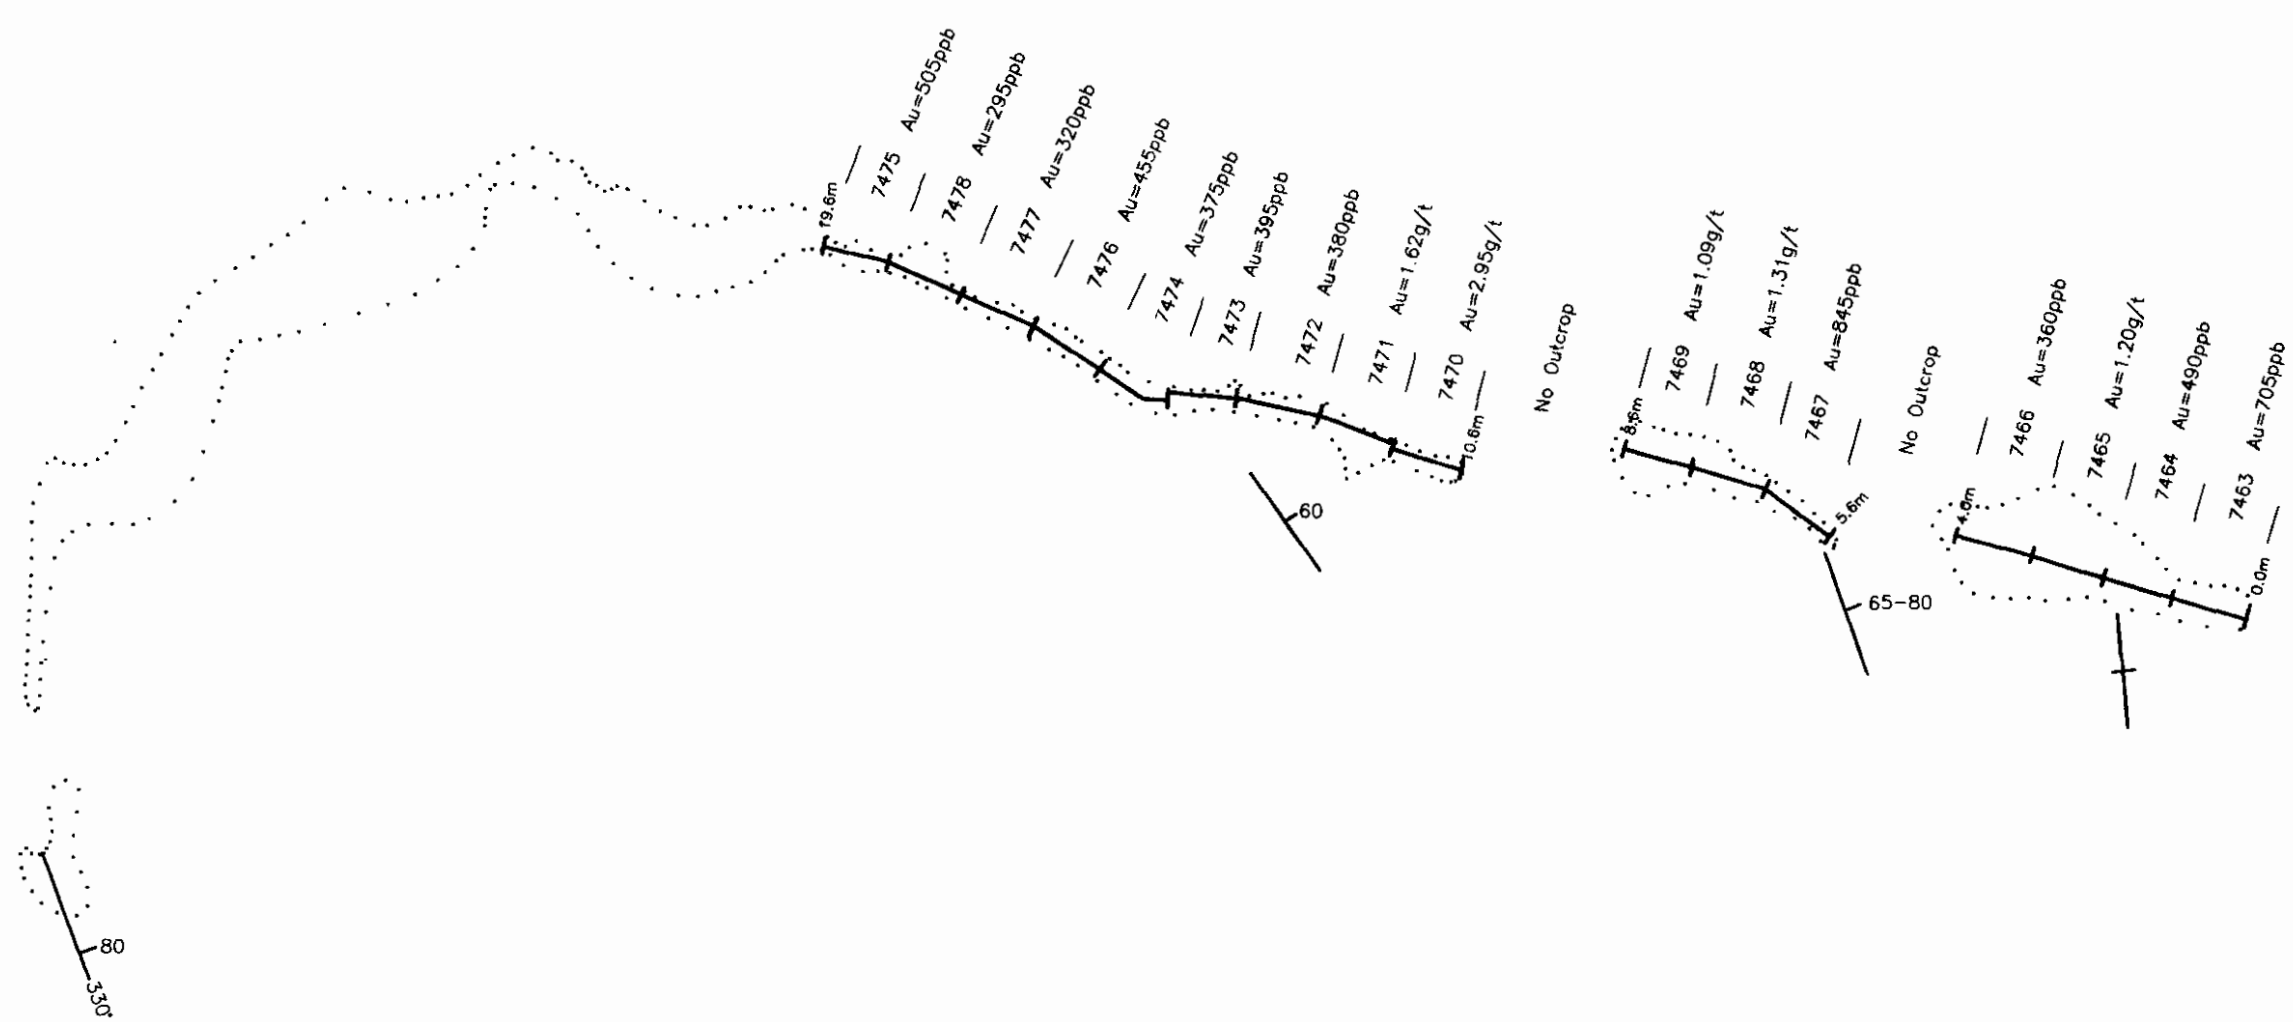 19.6m
7475 Au=505ppb
7478 Au=295ppb
7477 Au=320ppb
7476 Au=455ppb
7474 Au=375ppb
7473 Au=395ppb
7472 Au=380ppb
7471 Au=1.62g/t
7470 Au=2.95g/t
10.6m
No Outcrop
8.6m
7469 Au=1.09g/t
7468 Au=1.31g/t
7467 Au=845ppb
5.6m
No Outcrop
4.0m
7466 Au=360ppb
7465 Au=1.20g/t
7464 Au=490ppb
7463 Au=705ppb
0.0m
60
65-80
80
330°